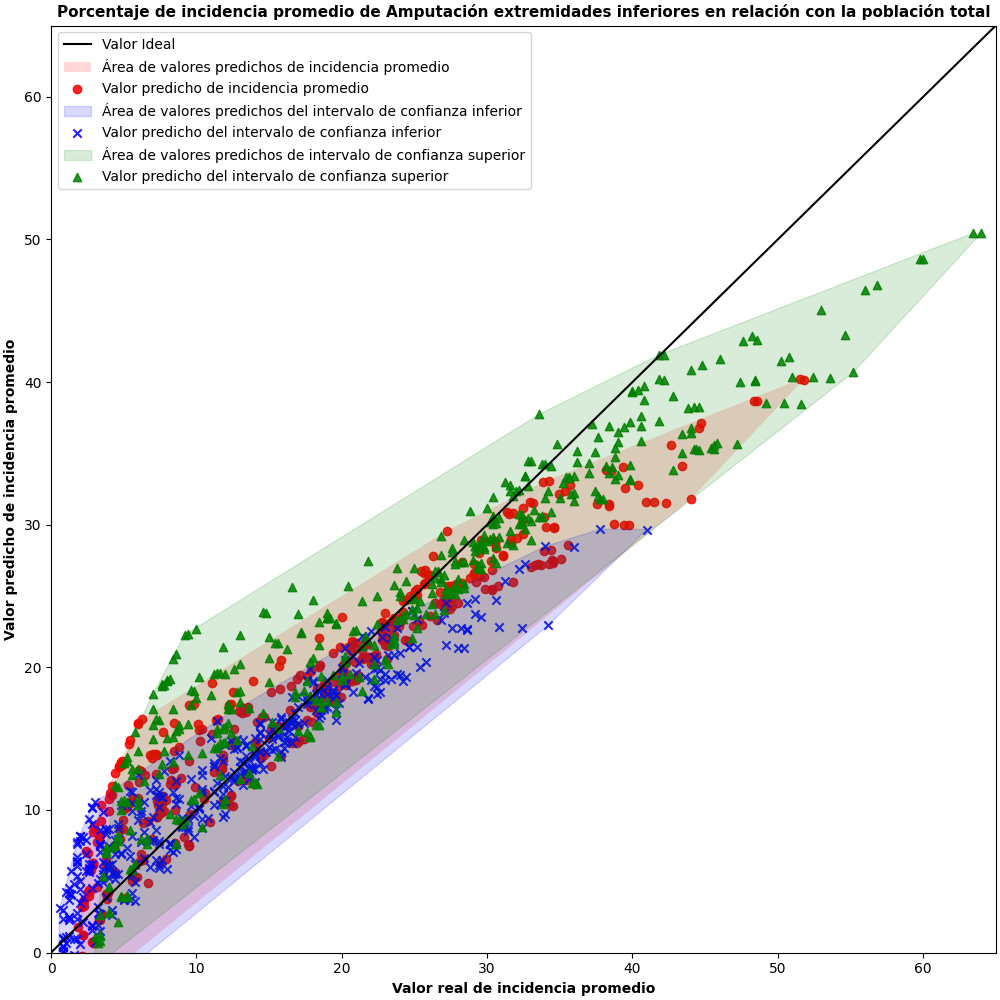 Porcentaje de incidencia promedio de Amputación extremidades inferiores en relación con la población total
Valor Ideal
Área de valores predichos de incidencia promedio
Valor predicho de incidencia promedio
Área de valores predichos del intervalo de confianza inferior
Valor predicho del intervalo de confianza inferior
Área de valores predichos de intervalo de confianza superior
Valor predicho del intervalo de confianza superior
Valor predicho de incidencia promedio
60
50
40
30
20
10
0
0 10 20 30 40 50 60
Valor real de incidencia promedio